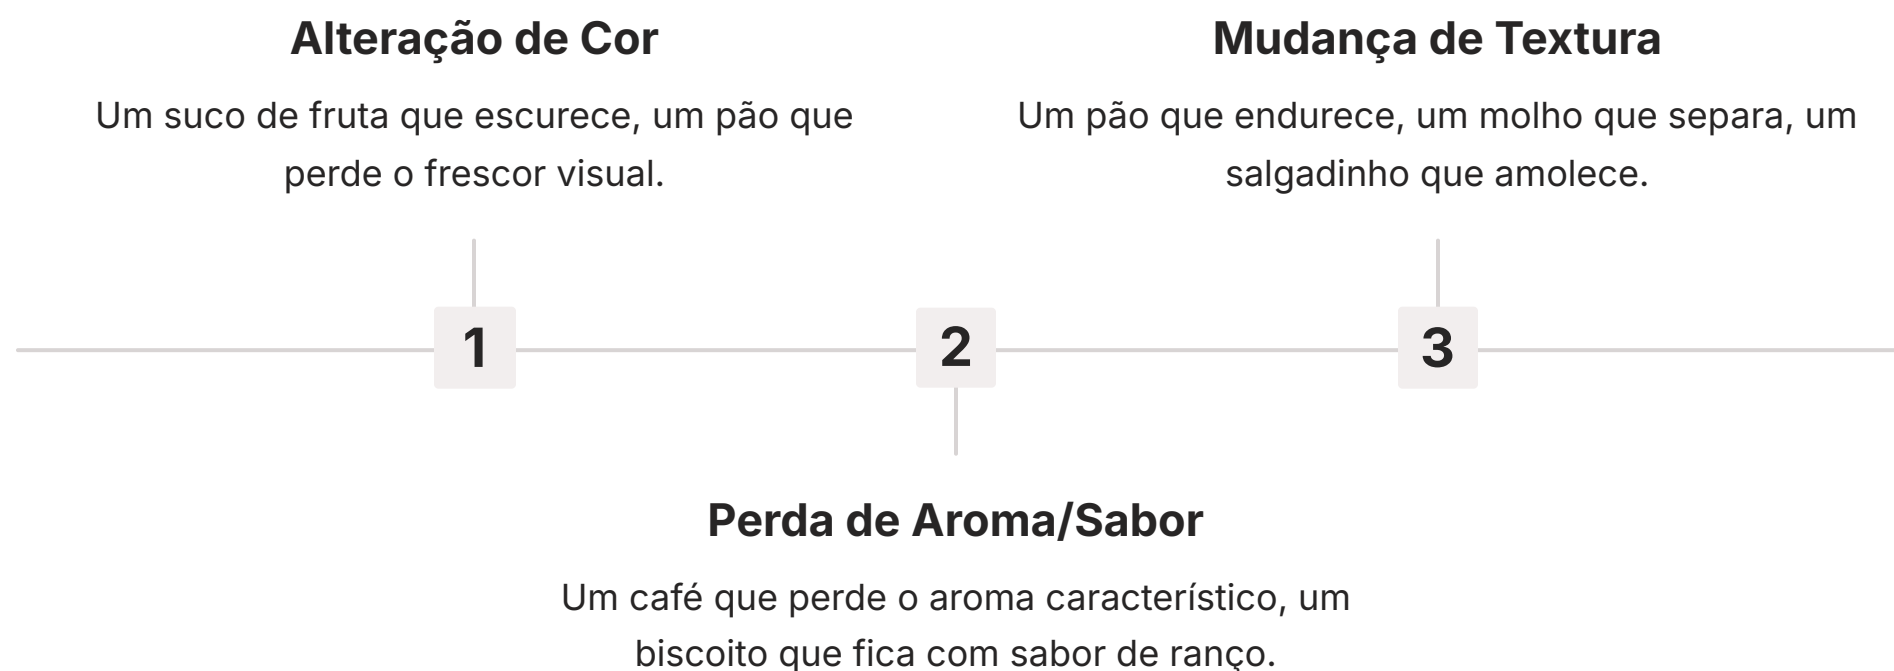 Alteração de Cor
Um suco de fruta que escurece, um pão que
perde o frescor visual.
Mudança de Textura
Um pão que endurece, um molho que separa, um
salgadinho que amolece.
1
2
3
Perda de Aroma/Sabor
Um café que perde o aroma característico, um
biscoito que fica com sabor de ranço.